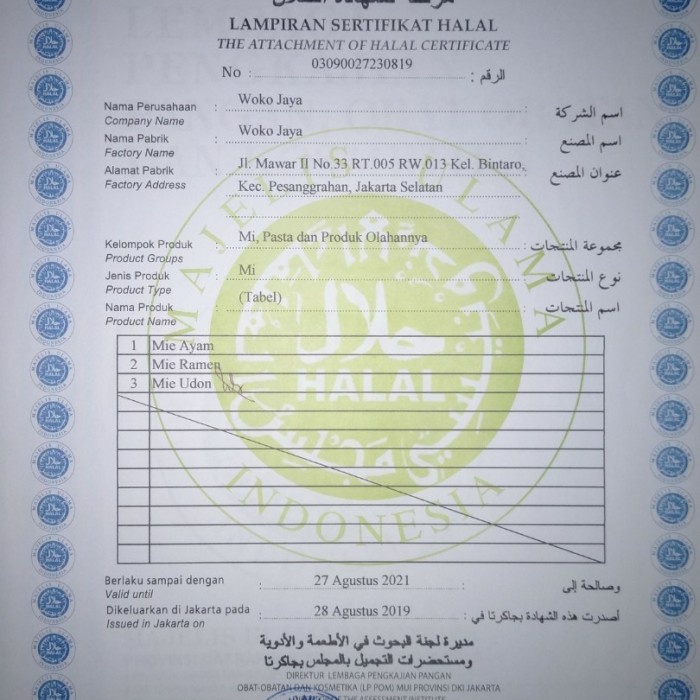 LAMPIRAN SERTIFIKAT HALAL
THE ATTACHMENT OF HALAL CERTIFICATE
No : 03090027230819 الرقم :
Nama Perusahaan : Woko Jaya اسم الشركة
Company Name
Nama Pabrik : Woko Jaya اسم المصنع
Factory Name
Alamat Pabrik : Jl. Mawar II No.33 RT.005 RW.013 Kel. Bintaro, عنوان المصنع
Factory Address Kec. Pesanggrahan, Jakarta Selatan
Kelompok Produk : Mi, Pasta dan Produk Olahannya : مجموعة المنتجات
Product Groups
Jenis Produk : Mi : نوع المنتجات
Product Type
Nama Produk : (Tabel) : اسم المنتجات
Product Name
1 Mie Ayam
2 Mie Ramen
3 Mie Udon
MAJELIS ULAMA
حلال
HALAL
INDONESIA
Berlaku sampai dengan : 27 Agustus 2021 : وصالحة إلى
Valid until
Dikeluarkan di Jakarta pada : 28 Agustus 2019 أصدرت هذه الشهادة بجاكرتا في :
Issued in Jakarta on
مديرة لجنة البحوث في الأطعمة والأدوية
ومستحضرات التجميل بالمجلس بجاكرتا
DIREKTUR LEMBAGA PENGKAJIAN PANGAN
OBAT-OBATAN DAN KOSMETIKA (LP POM) MUI PROVINSI DKI JAKARTA